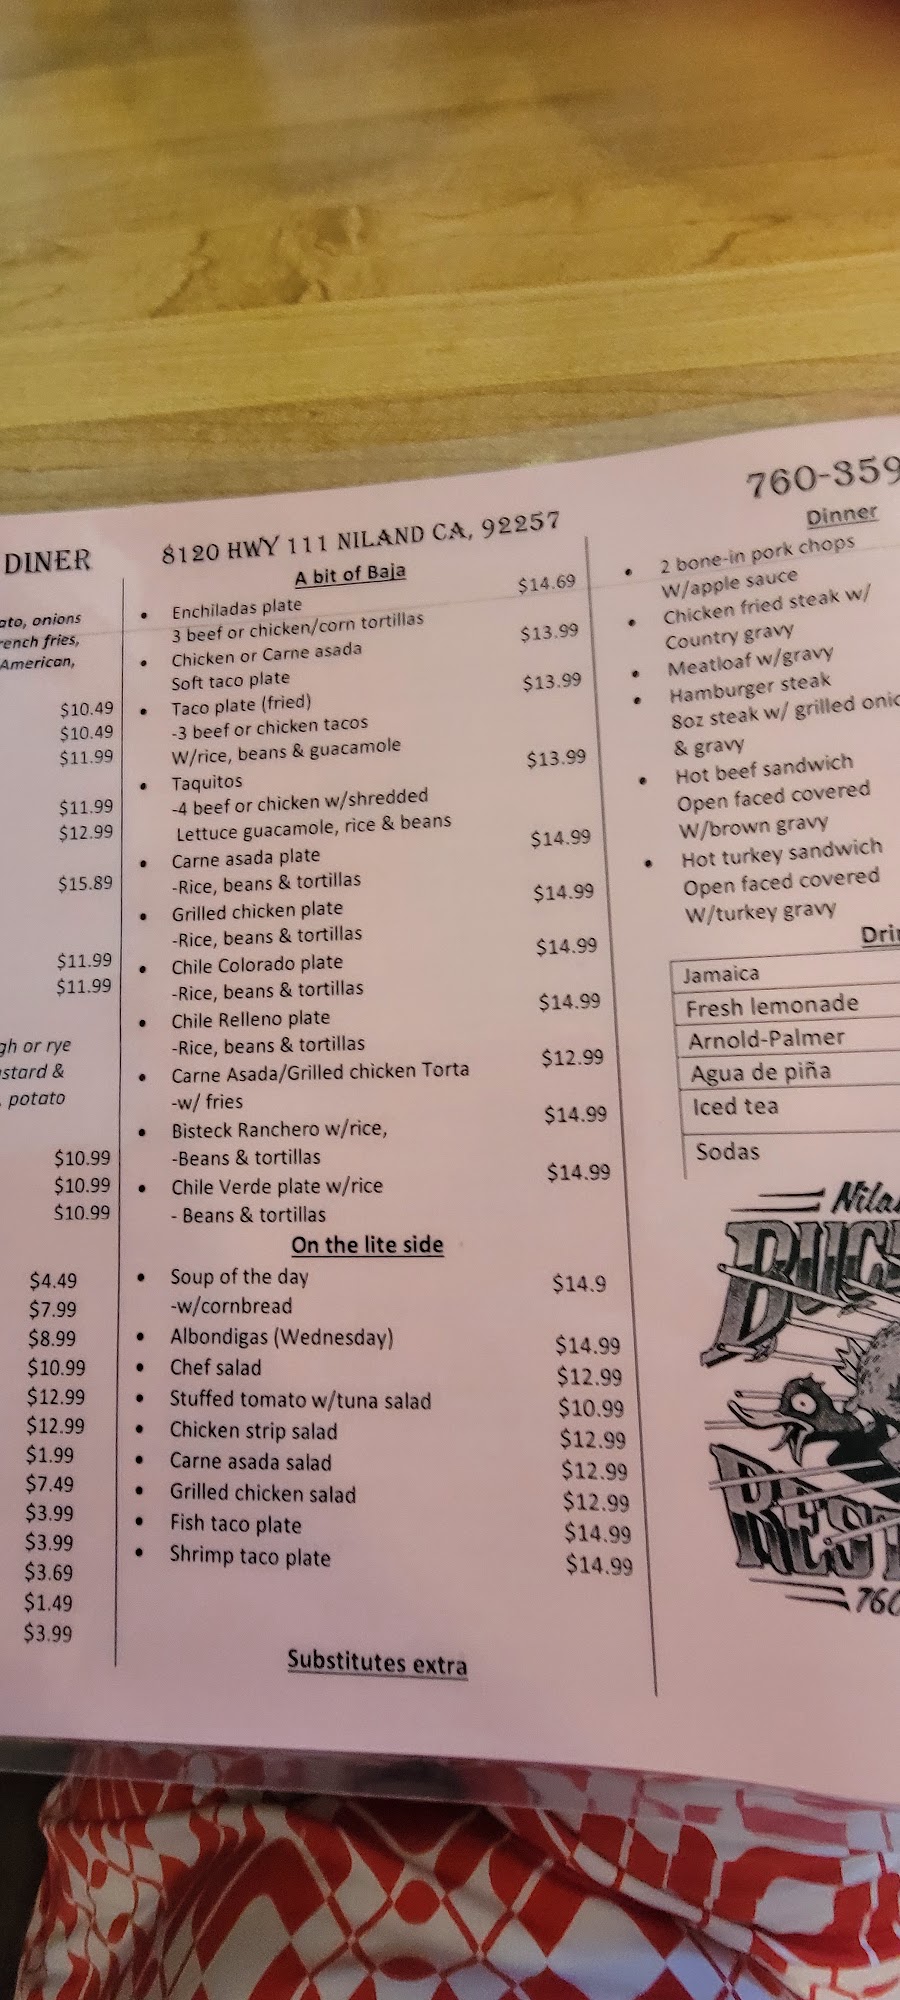 DINER
ato, onions
rench fries,
American,
$10.49
$10.49
$11.99
$11.99
$12.99
$15.89
$11.99
$11.99
gh or rye
stard &
, potato
$10.99
$10.99
$10.99
$4.49
$7.99
$8.99
$10.99
$12.99
$12.99
$1.99
$7.49
$3.99
$3.99
$3.69
$1.49
$3.99
8120 HWY 111 NILAND CA, 92257
A bit of Baja
• Enchiladas plate $14.69
3 beef or chicken/corn tortillas
• Chicken or Carne asada $13.99
Soft taco plate
• Taco plate (fried) $13.99
-3 beef or chicken tacos
W/rice, beans & guacamole
• Taquitos $13.99
-4 beef or chicken w/shredded
Lettuce guacamole, rice & beans
• Carne asada plate $14.99
-Rice, beans & tortillas
• Grilled chicken plate $14.99
-Rice, beans & tortillas
• Chile Colorado plate $14.99
-Rice, beans & tortillas
• Chile Relleno plate $14.99
-Rice, beans & tortillas
• Carne Asada/Grilled chicken Torta $12.99
-w/ fries
• Bisteck Ranchero w/rice, $14.99
-Beans & tortillas
• Chile Verde plate w/rice $14.99
- Beans & tortillas
On the lite side
• Soup of the day $14.9
-w/cornbread
• Albondigas (Wednesday) $14.99
• Chef salad $12.99
• Stuffed tomato w/tuna salad $10.99
• Chicken strip salad $12.99
• Carne asada salad $12.99
• Grilled chicken salad $12.99
• Fish taco plate $14.99
• Shrimp taco plate $14.99
Substitutes extra
760-359
Dinner
• 2 bone-in pork chops
W/apple sauce
• Chicken fried steak w/
Country gravy
• Meatloaf w/gravy
• Hamburger steak
8oz steak w/ grilled onio
& gravy
• Hot beef sandwich
Open faced covered
W/brown gravy
• Hot turkey sandwich
Open faced covered
W/turkey gravy
Dri
Jamaica
Fresh lemonade
Arnold-Palmer
Agua de piña
Iced tea
Sodas
Nila
BUC
REST
760